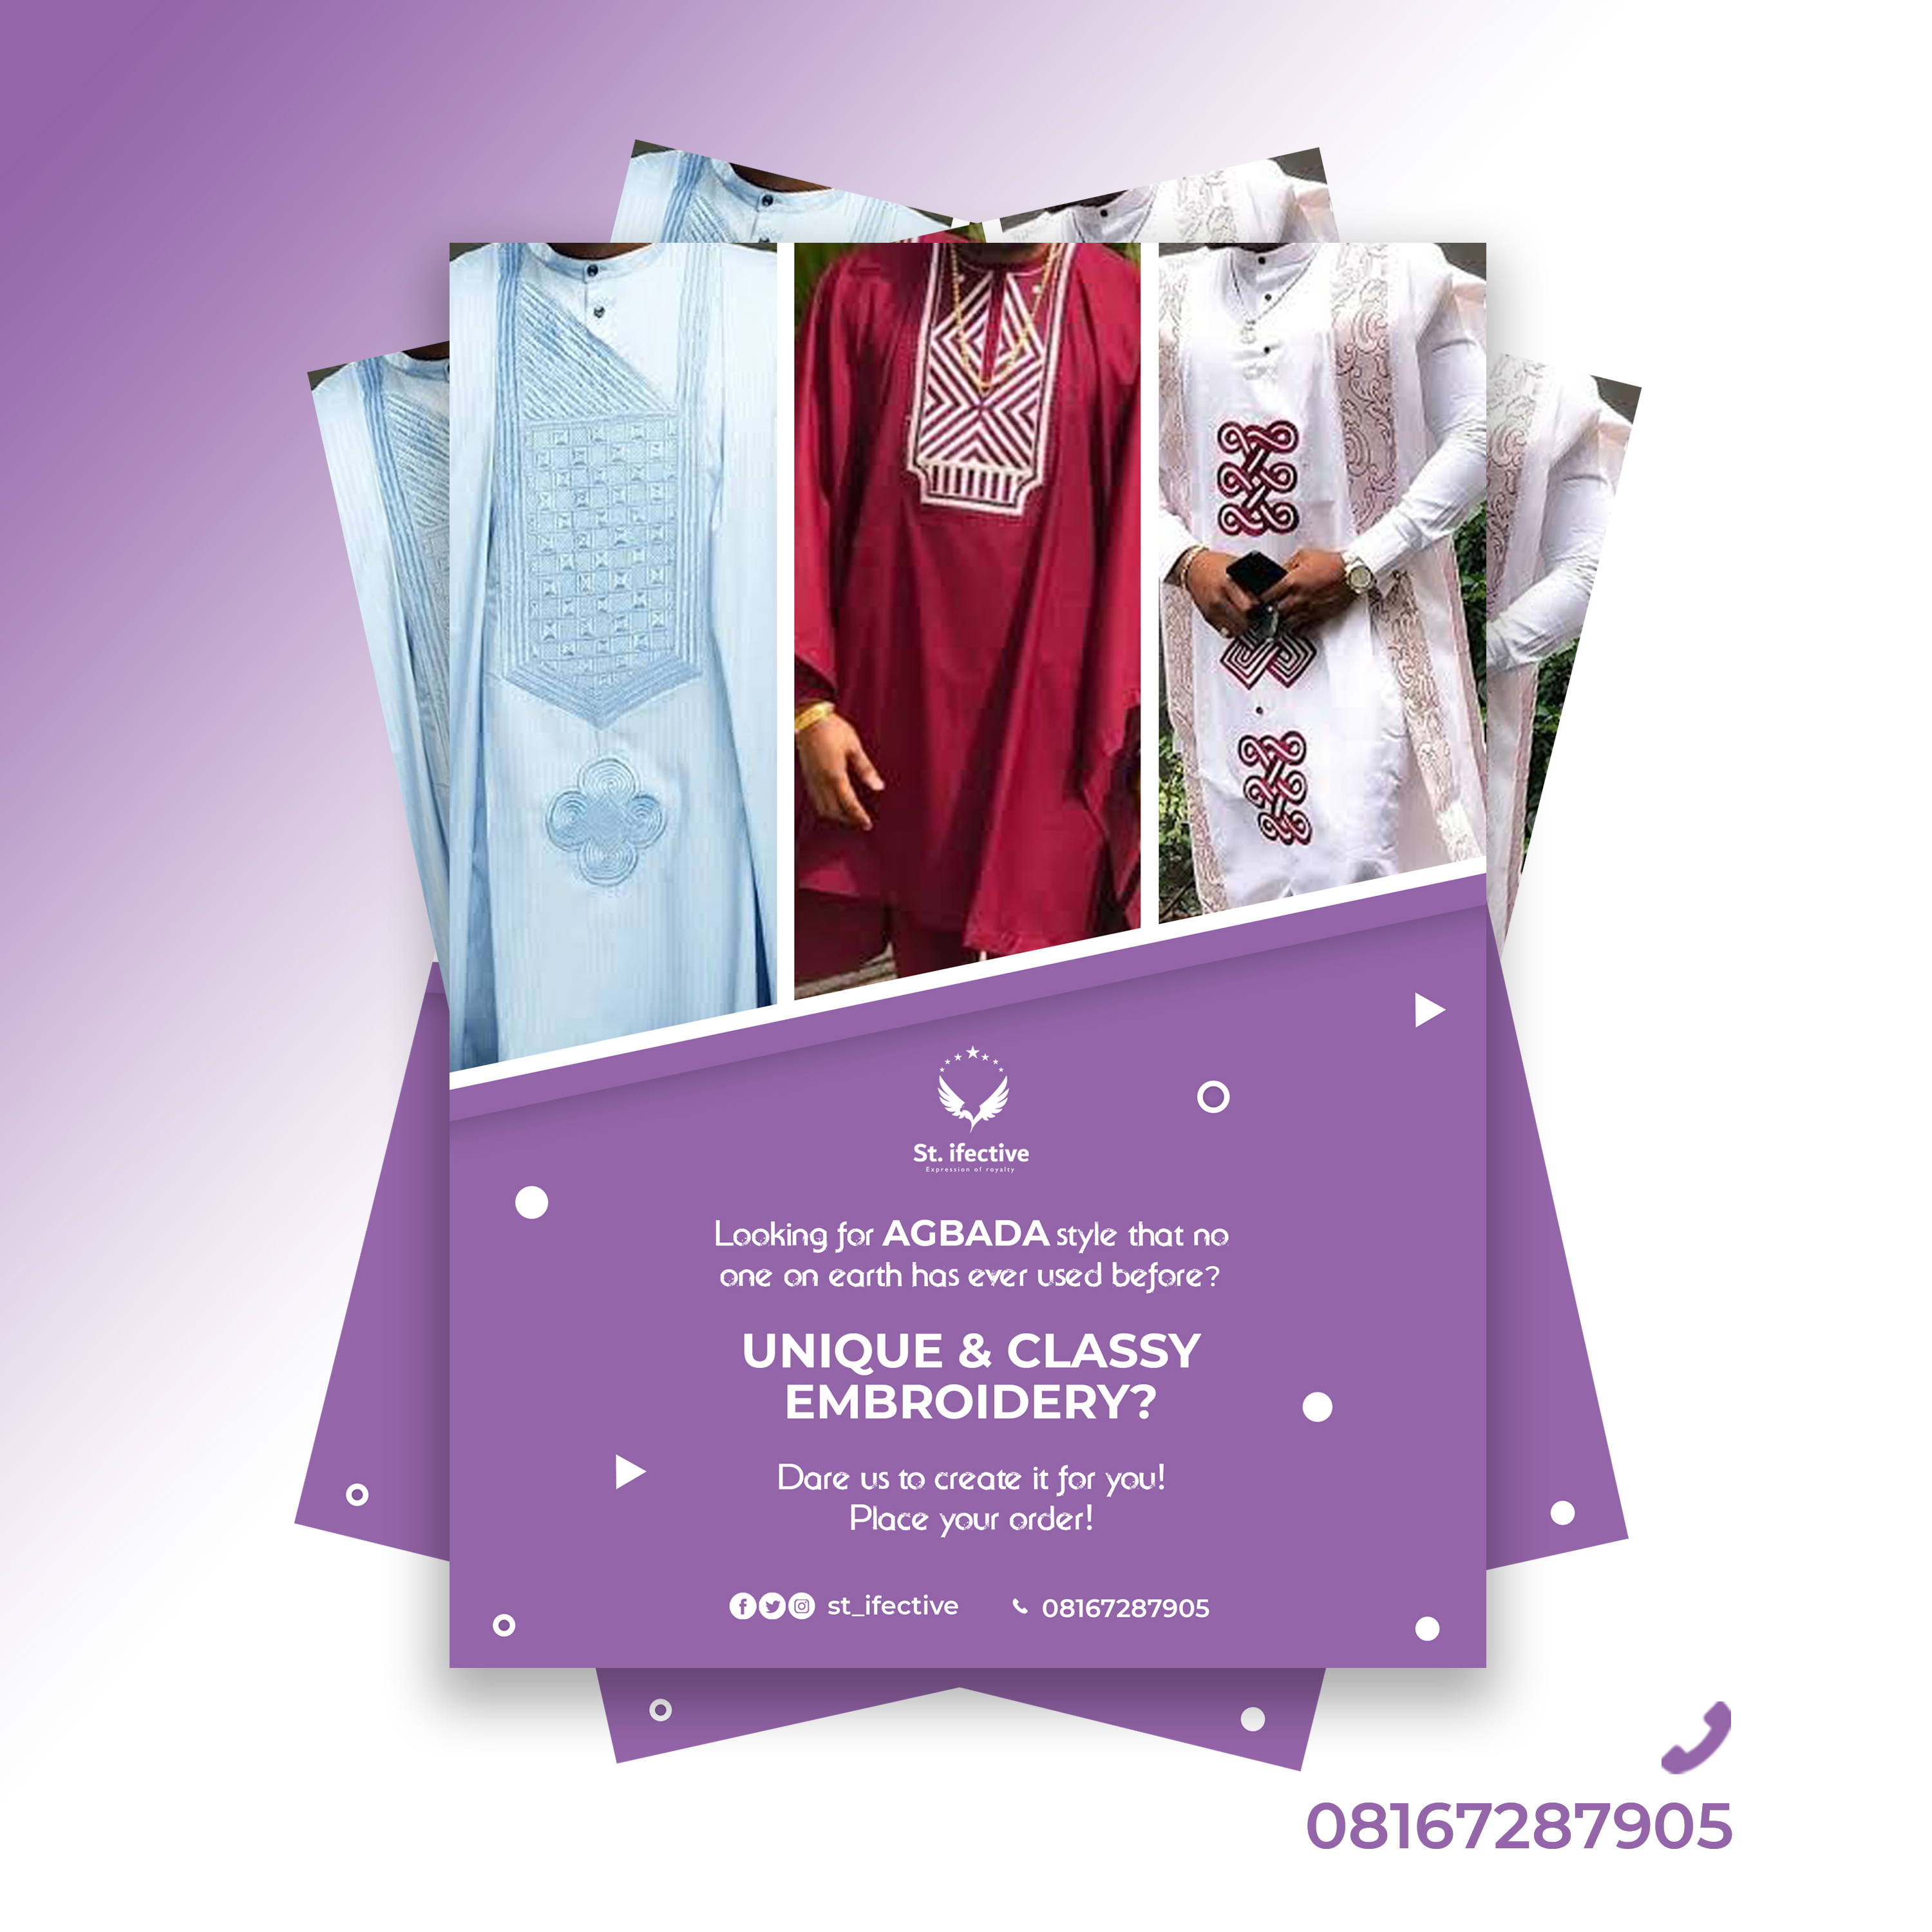 St. ifective
Expression of royalty
Looking for AGBADA style that no
one on earth has ever used before?
UNIQUE & CLASSY
EMBROIDERY?
Dare us to create it for you!
Place your order!
st_ifective 08167287905
08167287905